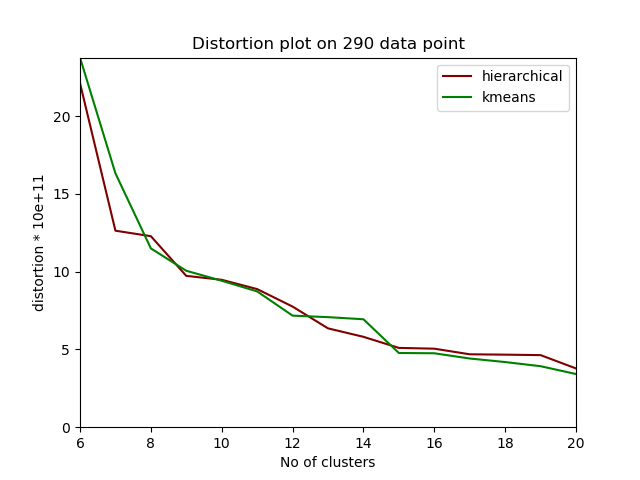 Distortion plot on 290 data point
hierarchical
kmeans
distortion * 10e+11
20
15
10
5
0
6 8 10 12 14 16 18 20
No of clusters